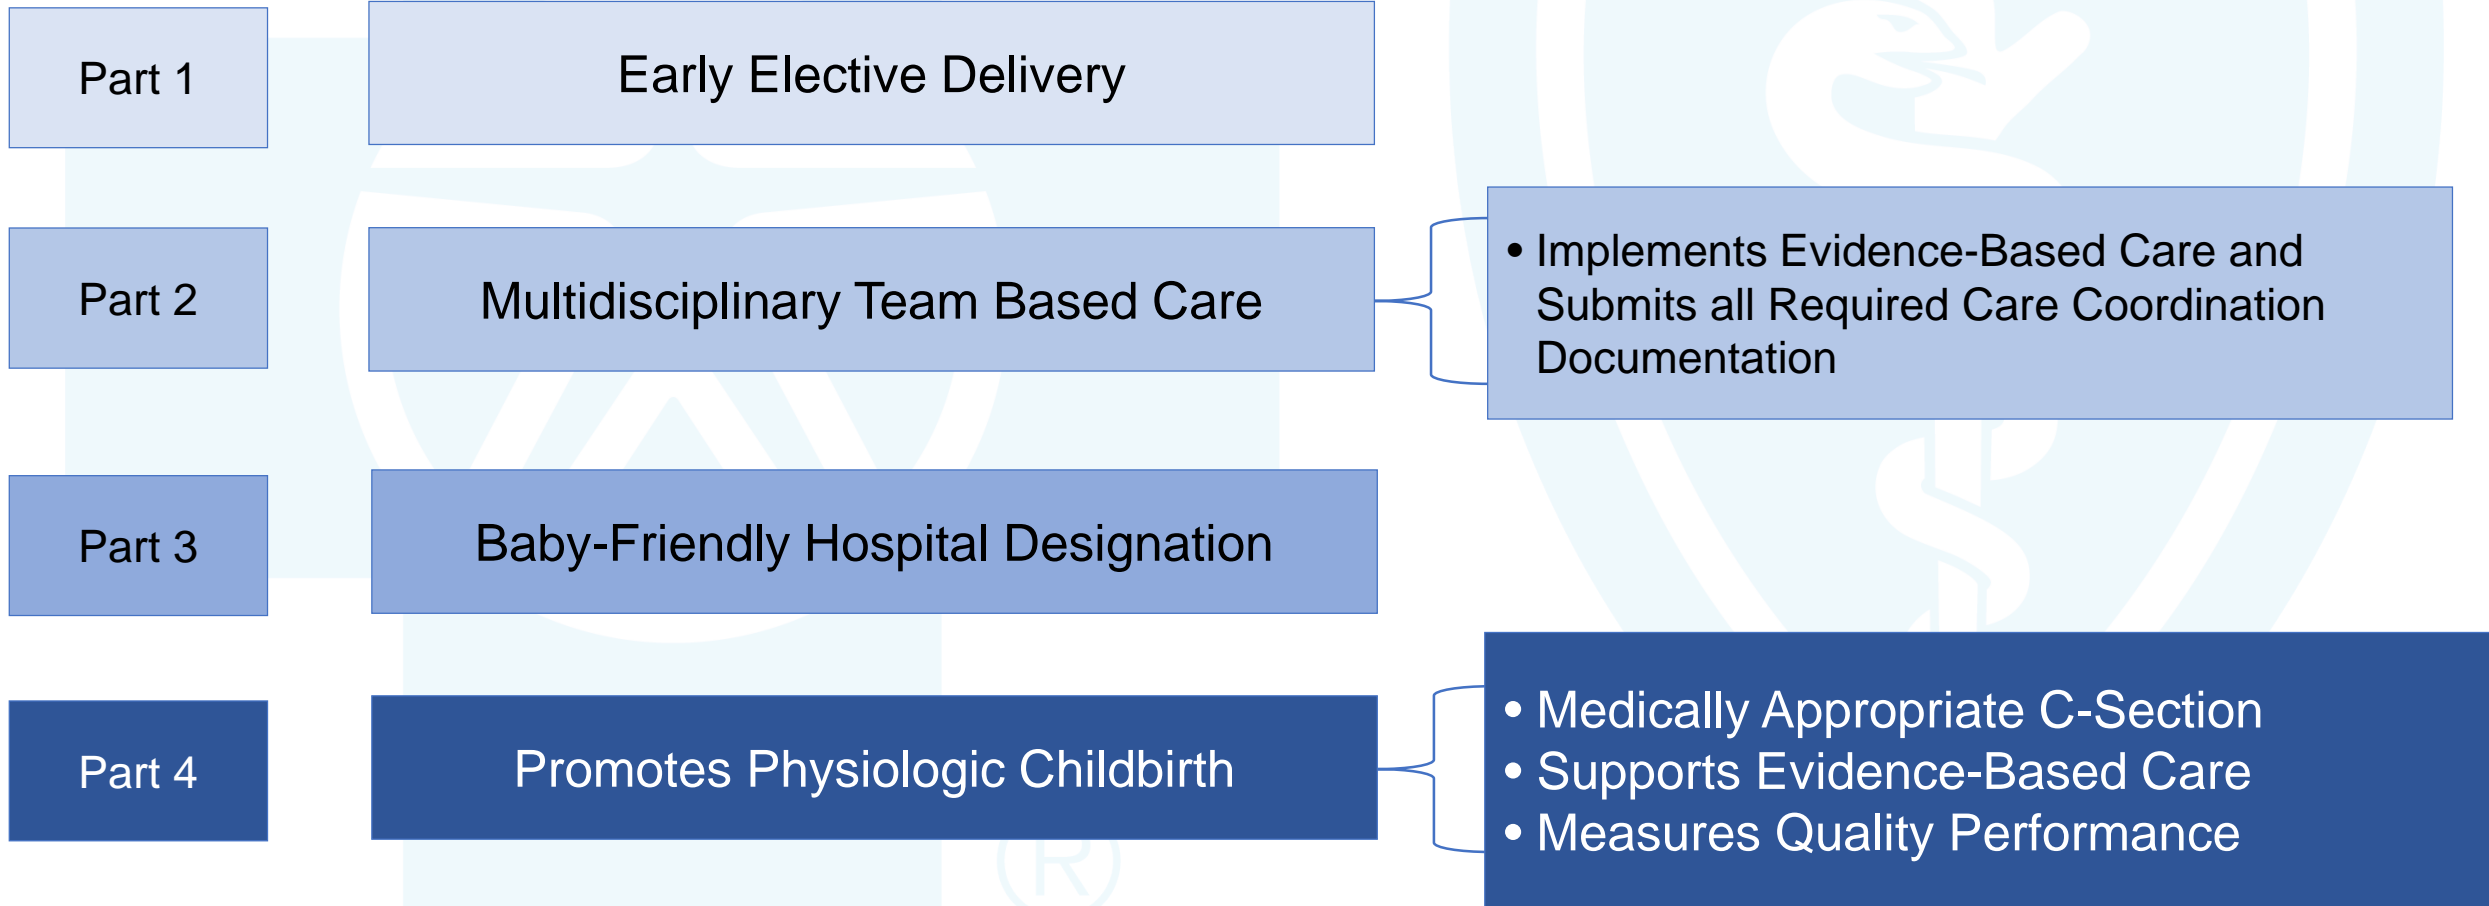 Part 1
Early Elective Delivery
Part 2
Multidisciplinary Team Based Care
• Implements Evidence-Based Care and
Submits all Required Care Coordination
Documentation
Part 3
Baby-Friendly Hospital Designation
Part 4
Promotes Physiologic Childbirth
• Medically Appropriate C-Section
• Supports Evidence-Based Care
• Measures Quality Performance
®